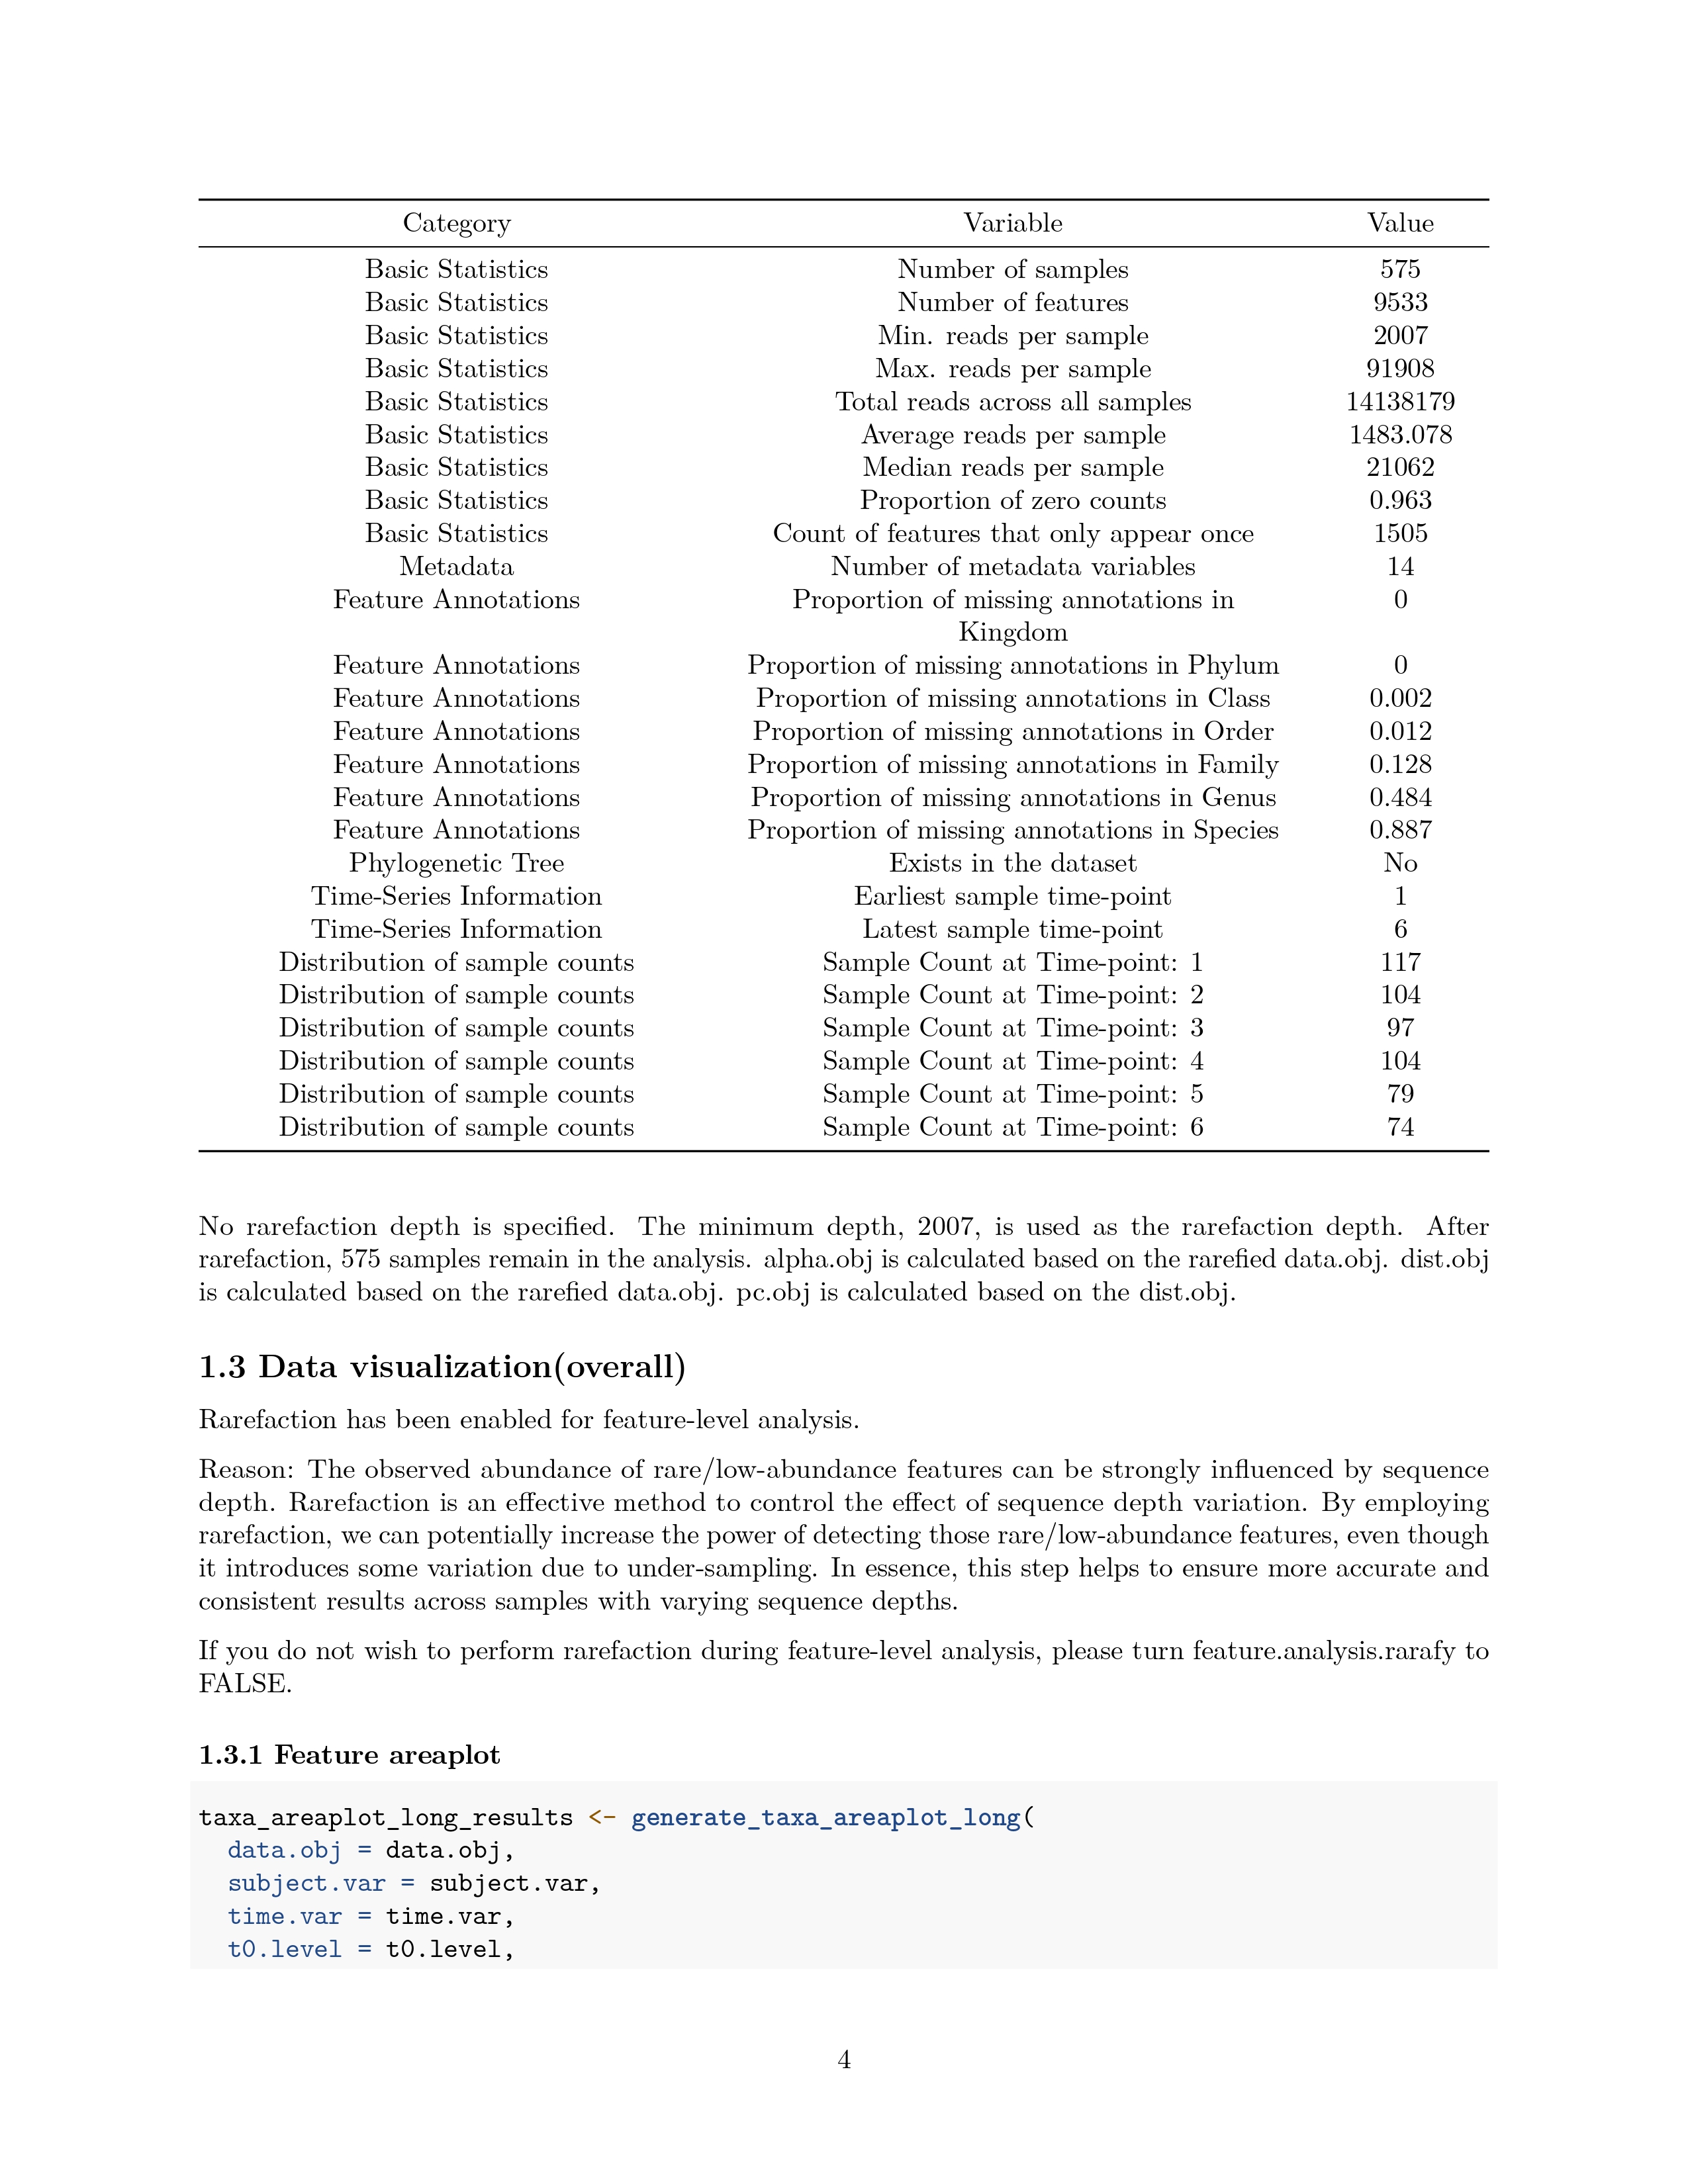 Category Variable Value
Basic Statistics Number of samples 575
Basic Statistics Number of features 9533
Basic Statistics Min. reads per sample 2007
Basic Statistics Max. reads per sample 91908
Basic Statistics Total reads across all samples 14138179
Basic Statistics Average reads per sample 1483.078
Basic Statistics Median reads per sample 21062
Basic Statistics Proportion of zero counts 0.963
Basic Statistics Count of features that only appear once 1505
Metadata Number of metadata variables 14
Feature Annotations Proportion of missing annotations in 0
Kingdom
Feature Annotations Proportion of missing annotations in Phylum 0
Feature Annotations Proportion of missing annotations in Class 0.002
Feature Annotations Proportion of missing annotations in Order 0.012
Feature Annotations Proportion of missing annotations in Family 0.128
Feature Annotations Proportion of missing annotations in Genus 0.484
Feature Annotations Proportion of missing annotations in Species 0.887
Phylogenetic Tree Exists in the dataset No
Time-Series Information Earliest sample time-point 1
Time-Series Information Latest sample time-point 6
Distribution of sample counts Sample Count at Time-point: 1 117
Distribution of sample counts Sample Count at Time-point: 2 104
Distribution of sample counts Sample Count at Time-point: 3 97
Distribution of sample counts Sample Count at Time-point: 4 104
Distribution of sample counts Sample Count at Time-point: 5 79
Distribution of sample counts Sample Count at Time-point: 6 74
No rarefaction depth is specified. The minimum depth, 2007, is used as the rarefaction depth. After
rarefaction, 575 samples remain in the analysis. alpha.obj is calculated based on the rarefied data.obj. dist.obj
is calculated based on the rarefied data.obj. pc.obj is calculated based on the dist.obj.
1.3 Data visualization(overall)
Rarefaction has been enabled for feature-level analysis.
Reason: The observed abundance of rare/low-abundance features can be strongly influenced by sequence
depth. Rarefaction is an effective method to control the effect of sequence depth variation. By employing
rarefaction, we can potentially increase the power of detecting those rare/low-abundance features, even though
it introduces some variation due to under-sampling. In essence, this step helps to ensure more accurate and
consistent results across samples with varying sequence depths.
If you do not wish to perform rarefaction during feature-level analysis, please turn feature.analysis.rarafy to
FALSE.
1.3.1 Feature areaplot
taxa_areaplot_long_results <- generate_taxa_areaplot_long(
data.obj = data.obj,
subject.var = subject.var,
time.var = time.var,
t0.level = t0.level,
4